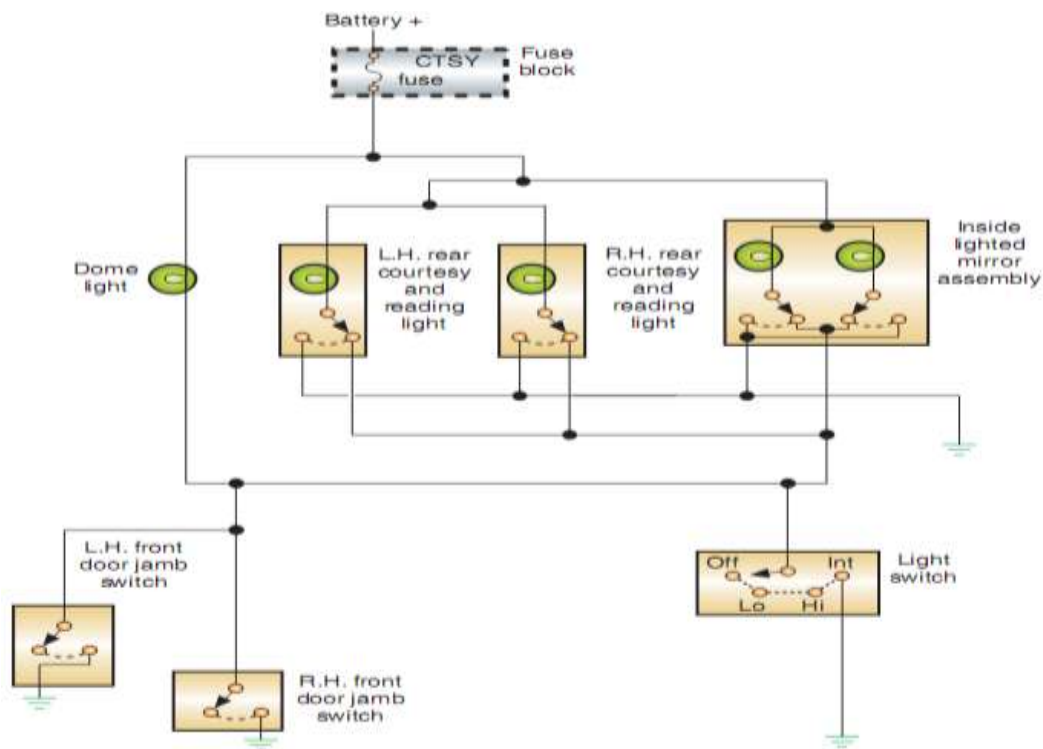 Battery +
CTSY
fuse
Fuse
block
Dome
light
L.H. rear
courtesy
and
reading
light
R.H. rear
courtesy
and
reading
light
Inside
lighted
mirror
assembly
L.H. front
door jamb
switch
R.H. front
door jamb
switch
Off
Int
Lo
Hi
Light
switch